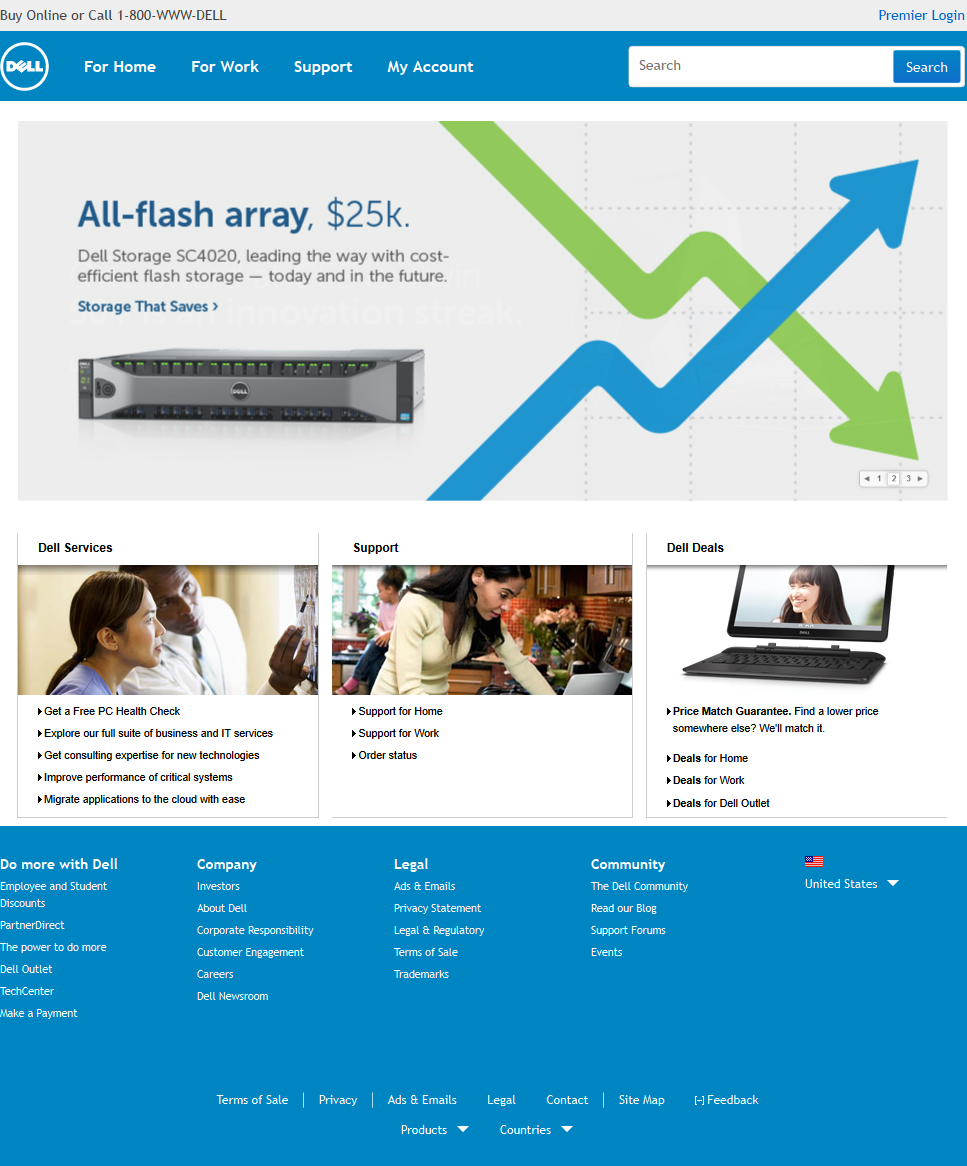 Buy Online or Call 1-800-WWW-DELL
Premier Login
DELL
For Home
For Work
Support
My Account
Search
Search
All-flash array, $25k.
Dell Storage SC4020, leading the way with cost-
efficient flash storage — today and in the future.
Storage That Saves >
innovation streak.
DELL
◄ 1 2 3 ►
Dell Services
Support
Dell Deals
DELL
Get a Free PC Health Check
Explore our full suite of business and IT services
Get consulting expertise for new technologies
Improve performance of critical systems
Migrate applications to the cloud with ease
Support for Home
Support for Work
Order status
Price Match Guarantee. Find a lower price
somewhere else? We'll match it.
Deals for Home
Deals for Work
Deals for Dell Outlet
Do more with Dell
Employee and Student
Discounts
PartnerDirect
The power to do more
Dell Outlet
TechCenter
Make a Payment
Company
Investors
About Dell
Corporate Responsibility
Customer Engagement
Careers
Dell Newsroom
Legal
Ads & Emails
Privacy Statement
Legal & Regulatory
Terms of Sale
Trademarks
Community
The Dell Community
Read our Blog
Support Forums
Events
United States
Terms of Sale
Privacy
Ads & Emails
Legal
Contact
Site Map
[-] Feedback
Products
Countries